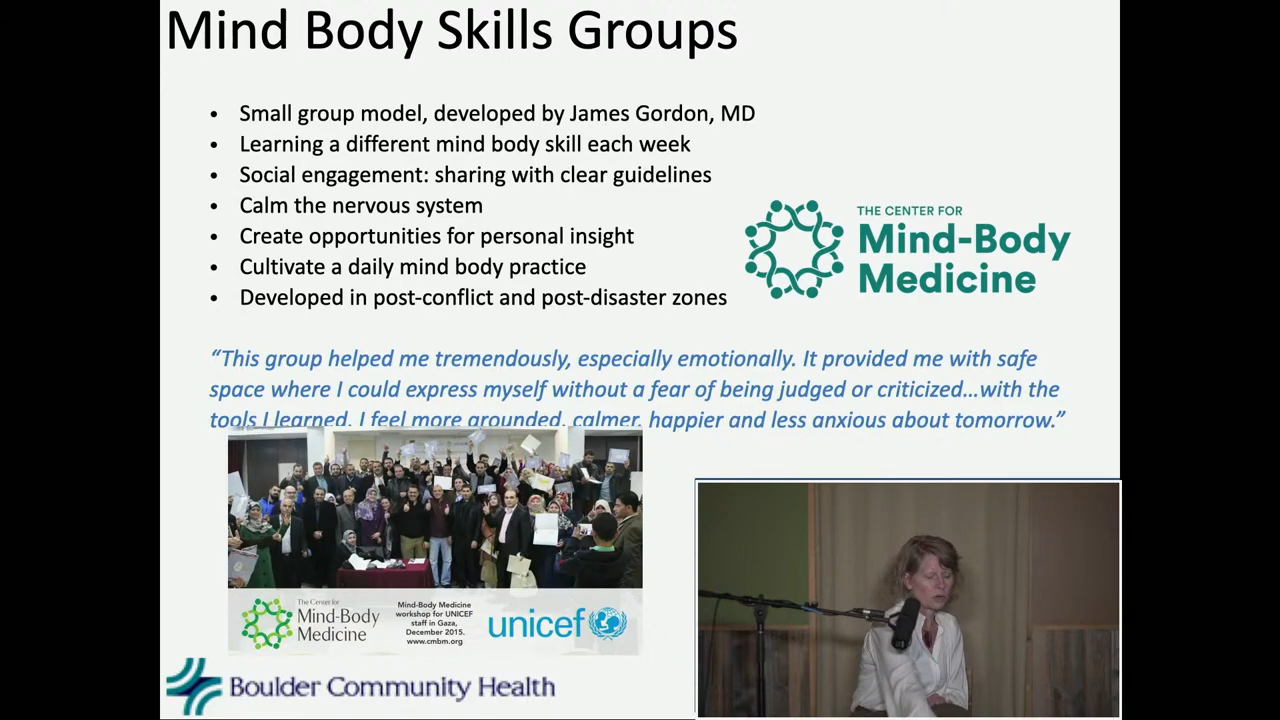 Mind Body Skills Groups
• Small group model, developed by James Gordon, MD
• Learning a different mind body skill each week
• Social engagement: sharing with clear guidelines
• Calm the nervous system
• Create opportunities for personal insight
• Cultivate a daily mind body practice
• Developed in post-conflict and post-disaster zones
THE CENTER FOR
Mind-Body
Medicine
“This group helped me tremendously, especially emotionally. It provided me with safe
space where I could express myself without a fear of being judged or criticized…with the
tools I learned, I feel more grounded, calmer, happier and less anxious about tomorrow.”
The Center for
Mind-Body
Medicine
Mind-Body Medicine
workshop for UNICEF
staff in Gaza,
December 2015.
www.cmbm.org
unicef
Boulder Community Health